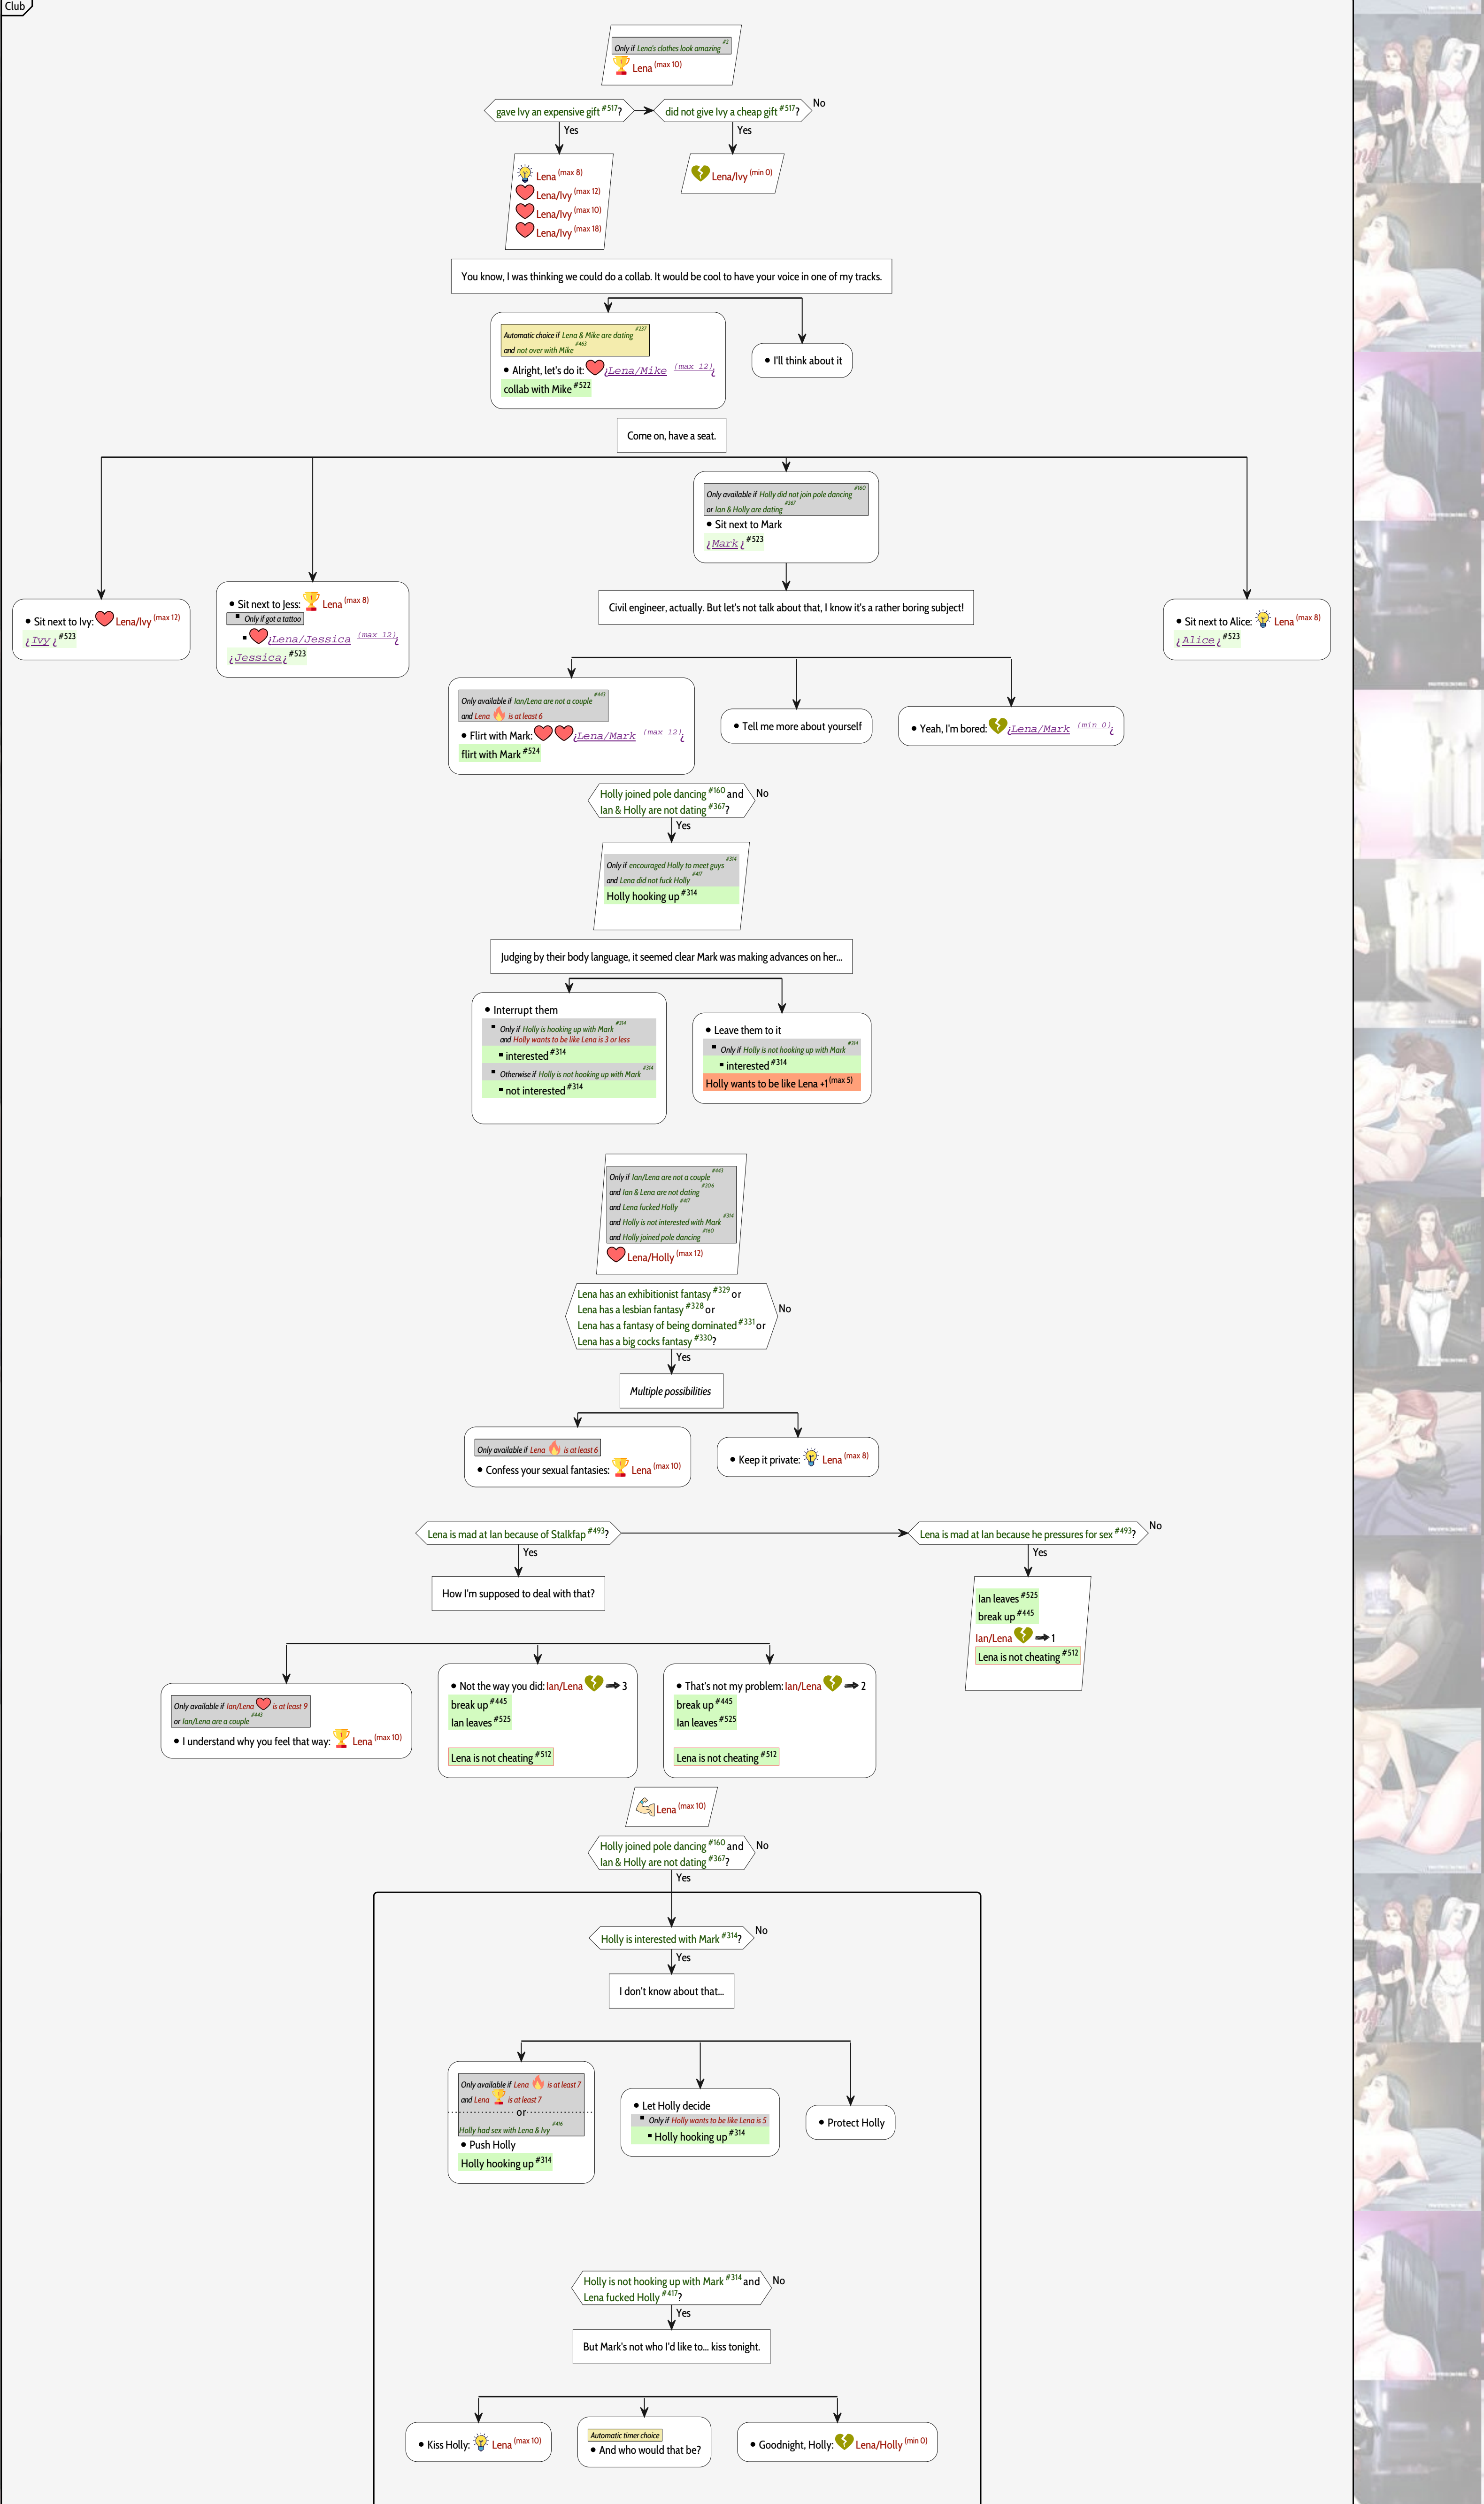 Club
Only if Lena's clothes look amazing #2
Lena (max 10)
gave Ivy an expensive gift #517?
did not give Ivy a cheap gift #517?
No
Yes
Yes
Lena (max 8)
Lena/Ivy (max 12)
Lena/Ivy (max 10)
Lena/Ivy (max 18)
Lena/Ivy (min 0)
You know, I was thinking we could do a collab. It would be cool to have your voice in one of my tracks.
Automatic choice if Lena & Mike are dating #237
and not over with Mike #463
• Alright, let's do it: ¿Lena/Mike (max 12)¿
collab with Mike #522
• I'll think about it
Come on, have a seat.
• Sit next to Ivy: Lena/Ivy (max 12)
¿Ivy¿ #523
• Sit next to Jess: Lena (max 8)
▪ Only if got a tattoo
▪ ¿Lena/Jessica (max 12)¿
¿Jessica¿ #523
Only available if Holly did not join pole dancing #160
or Ian & Holly are dating #367
• Sit next to Mark
¿Mark¿ #523
• Sit next to Alice: Lena (max 8)
¿Alice¿ #523
Civil engineer, actually. But let's not talk about that, I know it's a rather boring subject!
Only available if Ian/Lena are not a couple #443
and Lena is at least 6
• Flirt with Mark: ¿Lena/Mark (max 12)¿
flirt with Mark #524
• Tell me more about yourself
• Yeah, I'm bored: ¿Lena/Mark (min 0)¿
Holly joined pole dancing #160 and
Ian & Holly are not dating #367?
No
Yes
Only if encouraged Holly to meet guys #314
and Lena did not fuck Holly #417
Holly hooking up #314
Judging by their body language, it seemed clear Mark was making advances on her...
• Interrupt them
▪ Only if Holly is hooking up with Mark #314
and Holly wants to be like Lena is 3 or less
▪ interested #314
▪ Otherwise if Holly is not hooking up with Mark #314
▪ not interested #314
• Leave them to it
▪ Only if Holly is not hooking up with Mark #314
▪ interested #314
Holly wants to be like Lena +1 (max 5)
Only if Ian/Lena are not a couple #443
and Ian & Lena are not dating #206
and Lena fucked Holly #417
and Holly is not interested with Mark #314
and Holly joined pole dancing #160
Lena/Holly (max 12)
Lena has an exhibitionist fantasy #329 or
Lena has a lesbian fantasy #328 or
Lena has a fantasy of being dominated #331 or
Lena has a big cocks fantasy #330?
No
Yes
Multiple possibilities
Only available if Lena is at least 6
• Confess your sexual fantasies: Lena (max 10)
• Keep it private: Lena (max 8)
Lena is mad at Ian because of Stalkfap #493?
Lena is mad at Ian because he pressures for sex #493?
No
Yes
Yes
How I'm supposed to deal with that?
Ian leaves #525
break up #445
Ian/Lena ➡ 1
Lena is not cheating #512
Only available if Ian/Lena is at least 9
or Ian/Lena are a couple #443
• I understand why you feel that way: Lena (max 10)
• Not the way you did: Ian/Lena ➡ 3
break up #445
Ian leaves #525
Lena is not cheating #512
• That's not my problem: Ian/Lena ➡ 2
break up #445
Ian leaves #525
Lena is not cheating #512
Lena (max 10)
Holly joined pole dancing #160 and
Ian & Holly are not dating #367?
No
Yes
Holly is interested with Mark #314?
No
Yes
I don't know about that...
Only available if Lena is at least 7
and Lena is at least 7
or
Holly had sex with Lena & Ivy #416
• Push Holly
Holly hooking up #314
• Let Holly decide
▪ Only if Holly wants to be like Lena is 5
▪ Holly hooking up #314
• Protect Holly
Holly is not hooking up with Mark #314 and
Lena fucked Holly #417?
No
Yes
But Mark's not who I'd like to... kiss tonight.
• Kiss Holly: Lena (max 10)
Automatic timer choice
• And who would that be?
• Goodnight, Holly: Lena/Holly (min 0)